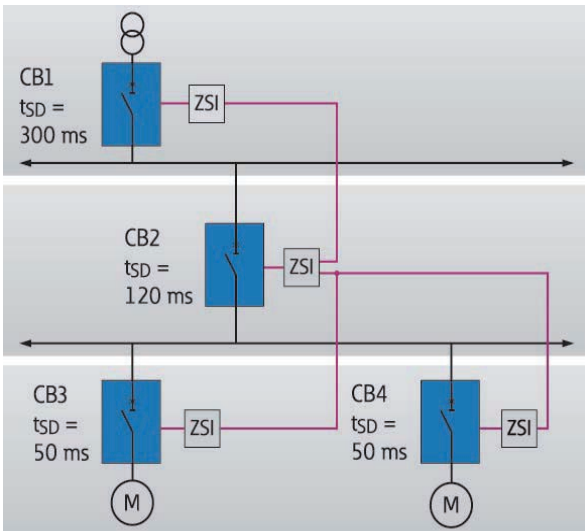 CB1
tSD =
300 ms
ZSI
CB2
tSD =
120 ms
ZSI
CB3
tSD =
50 ms
ZSI
M
CB4
tSD =
50 ms
ZSI
M